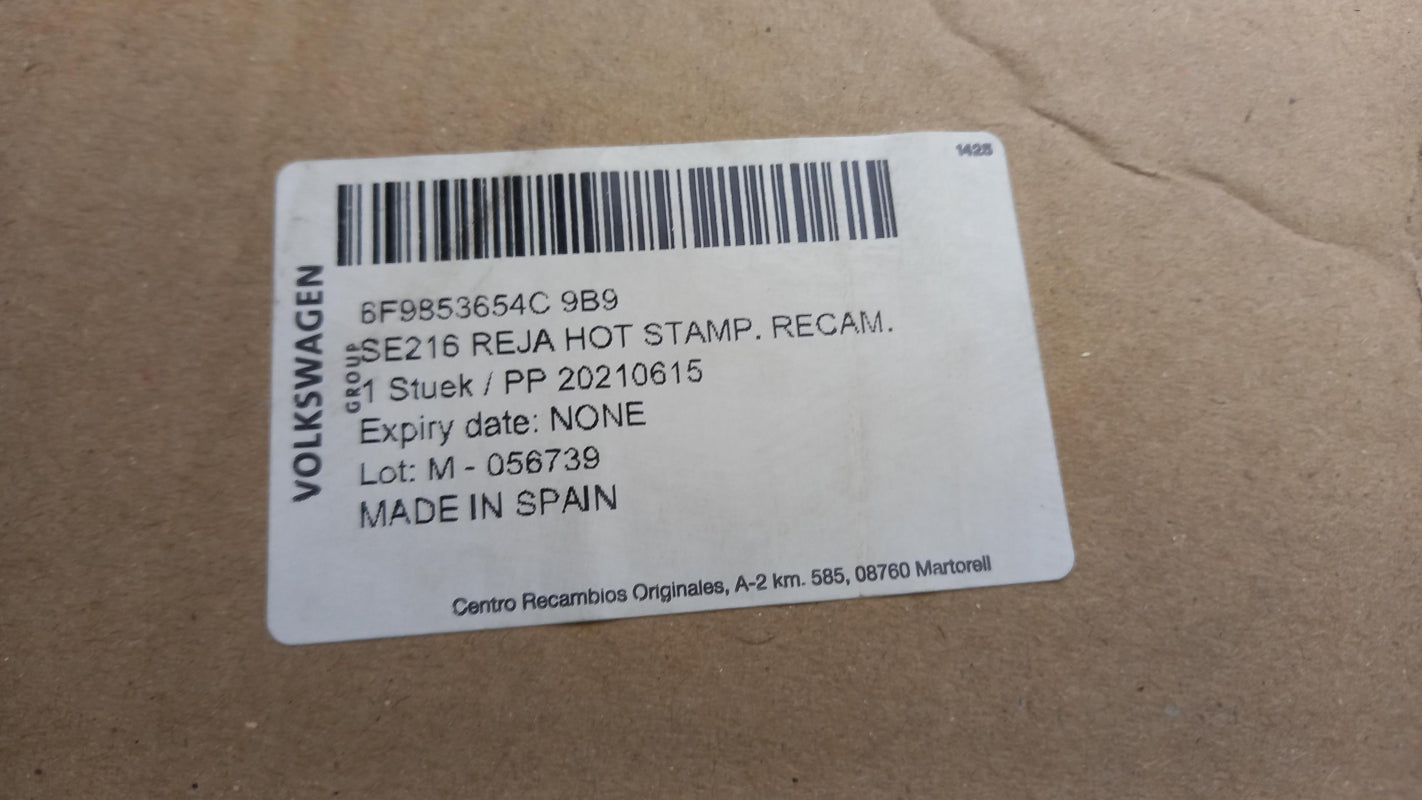 1425
VOLKSWAGEN
GROUP
6F9853654C 9B9
SE216 REJA HOT STAMP. RECAM.
1 Stuek / PP 20210615
Expiry date: NONE
Lot: M - 056739
MADE IN SPAIN
Centro Recambios Originales, A-2 km. 585, 08760 Martorell